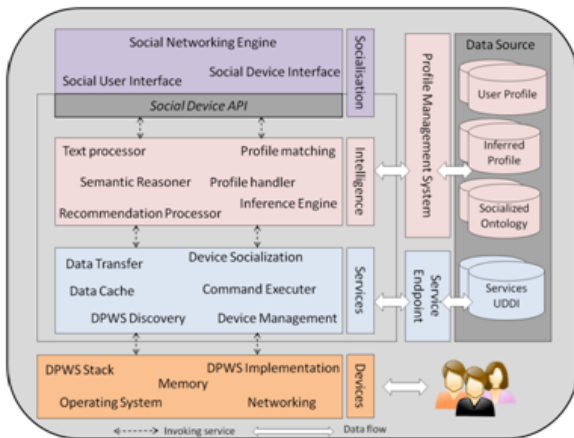 Social Networking Engine
Social User Interface
Social Device Interface
Socialisation
Social Device API
Text processor
Profile matching
Semantic Reasoner
Profile handler
Recommendation Processor
Inference Engine
Intelligence
Data Transfer
Device Socialization
Data Cache
Command Executer
DPWS Discovery
Device Management
Services
DPWS Stack
DPWS Implementation
Memory
Operating System
Networking
Devices
Profile Management System
Service
Endpoint
Data Source
User Profile
Inferred
Profile
Socialized
Ontology
Services
UDDI
Invoking service
Data flow